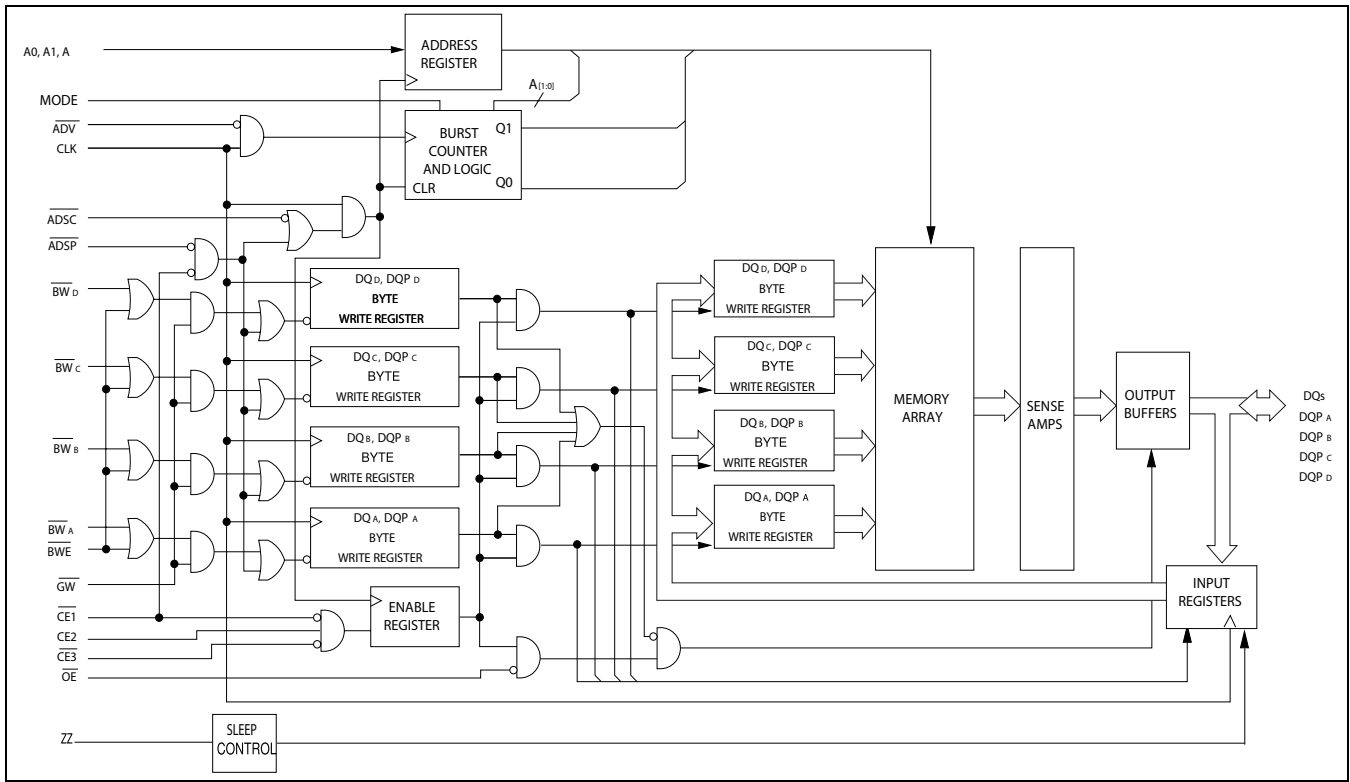 A0, A1, A
ADDRESS
REGISTER
MODE
A[1:0]
ADV
CLK
BURST
COUNTER
AND LOGIC
CLR
Q1
Q0
ADSC
ADSP
BW D
DQ D, DQP D
BYTE
WRITE REGISTER
DQ D, DQP D
BYTE
WRITE REGISTER
BW C
DQ C, DQP C
BYTE
WRITE REGISTER
DQ C, DQP C
BYTE
WRITE REGISTER
BW B
DQ B, DQP B
BYTE
WRITE REGISTER
DQ B, DQP B
BYTE
WRITE REGISTER
BW A
BWE
DQ A, DQP A
BYTE
WRITE REGISTER
DQ A, DQP A
BYTE
WRITE REGISTER
MEMORY
ARRAY
SENSE
AMPS
OUTPUT
BUFFERS
DQs
DQP A
DQP B
DQP C
DQP D
GW
CE1
CE2
CE3
OE
ENABLE
REGISTER
INPUT
REGISTERS
ZZ
SLEEP
CONTROL